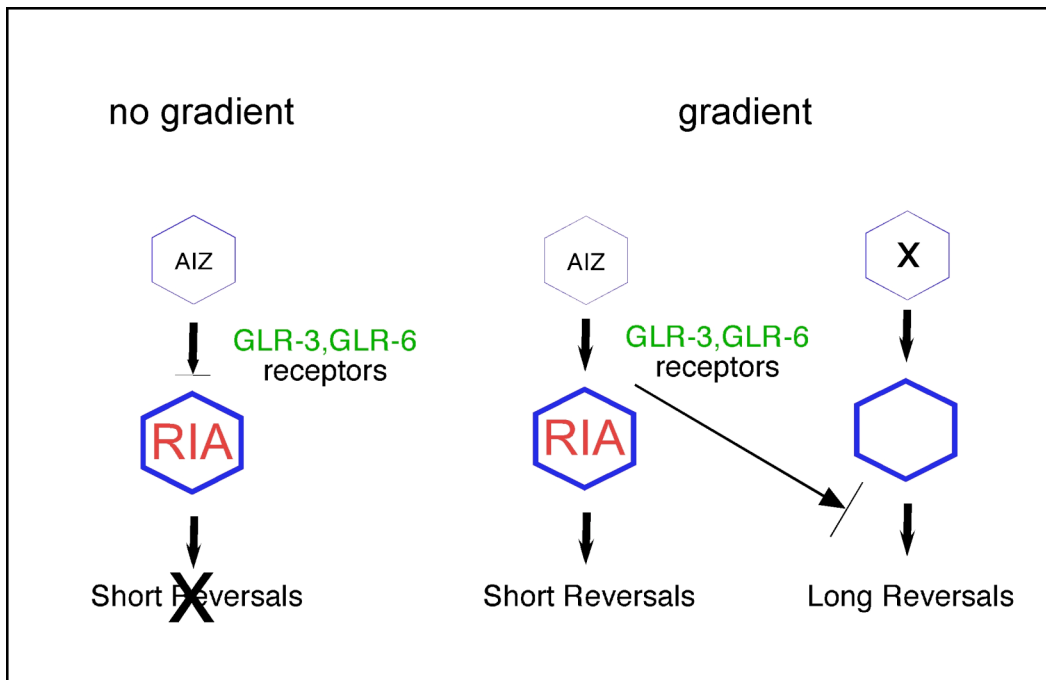 no gradient
gradient
AIZ
AIZ
X
GLR-3,GLR-6
receptors
GLR-3,GLR-6
receptors
RIA
RIA
Short Reversals
X
Short Reversals
Long Reversals